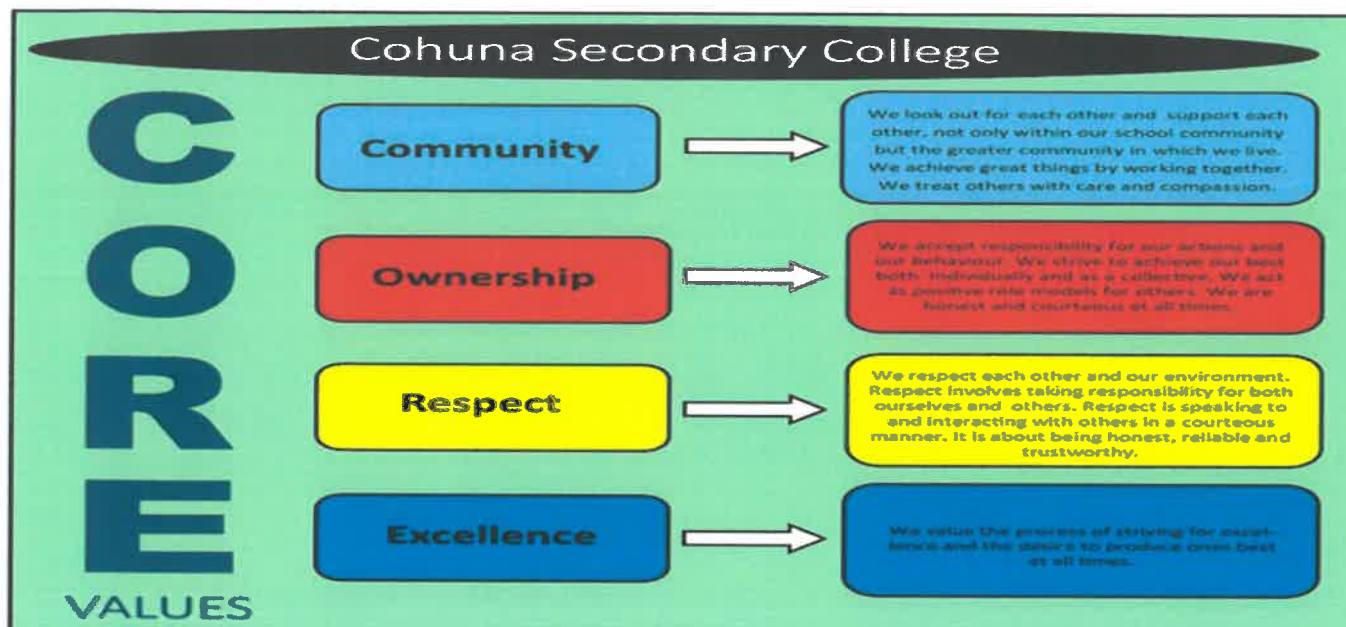 Cohuna Secondary College
C
Community
We look out for each other and support each
other, not only within our school community
but the greater community in which we live.
We achieve great things by working together.
We treat others with care and compassion.
O
Ownership
We accept responsibility for our actions and
our behaviour. We strive to achieve our best
both individually and as a collective. We act
as positive role models for others. We are
honest and courteous at all times.
R
Respect
We respect each other and our environment.
Respect involves taking responsibility for both
ourselves and others. Respect is speaking to
and interacting with others in a courteous
manner. It is about being honest, reliable and
trustworthy.
E
Excellence
We value the process of striving for excel-
lence and the desire to produce ones best
at all times.
VALUES